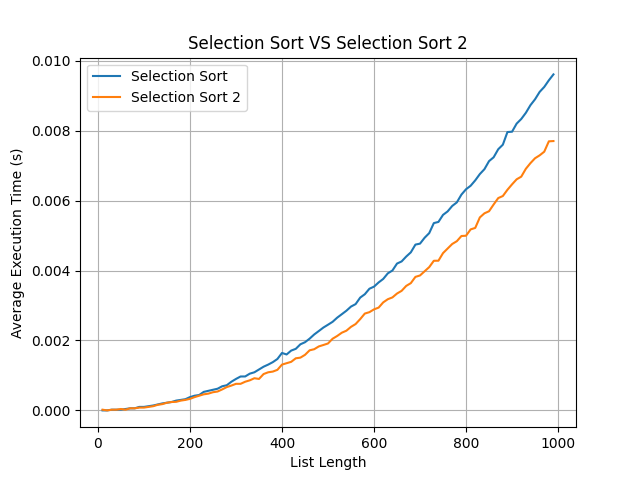 Selection Sort VS Selection Sort 2
Selection Sort
Selection Sort 2
Average Execution Time (s)
0.010
0.008
0.006
0.004
0.002
0.000
0 200 400 600 800 1000
List Length